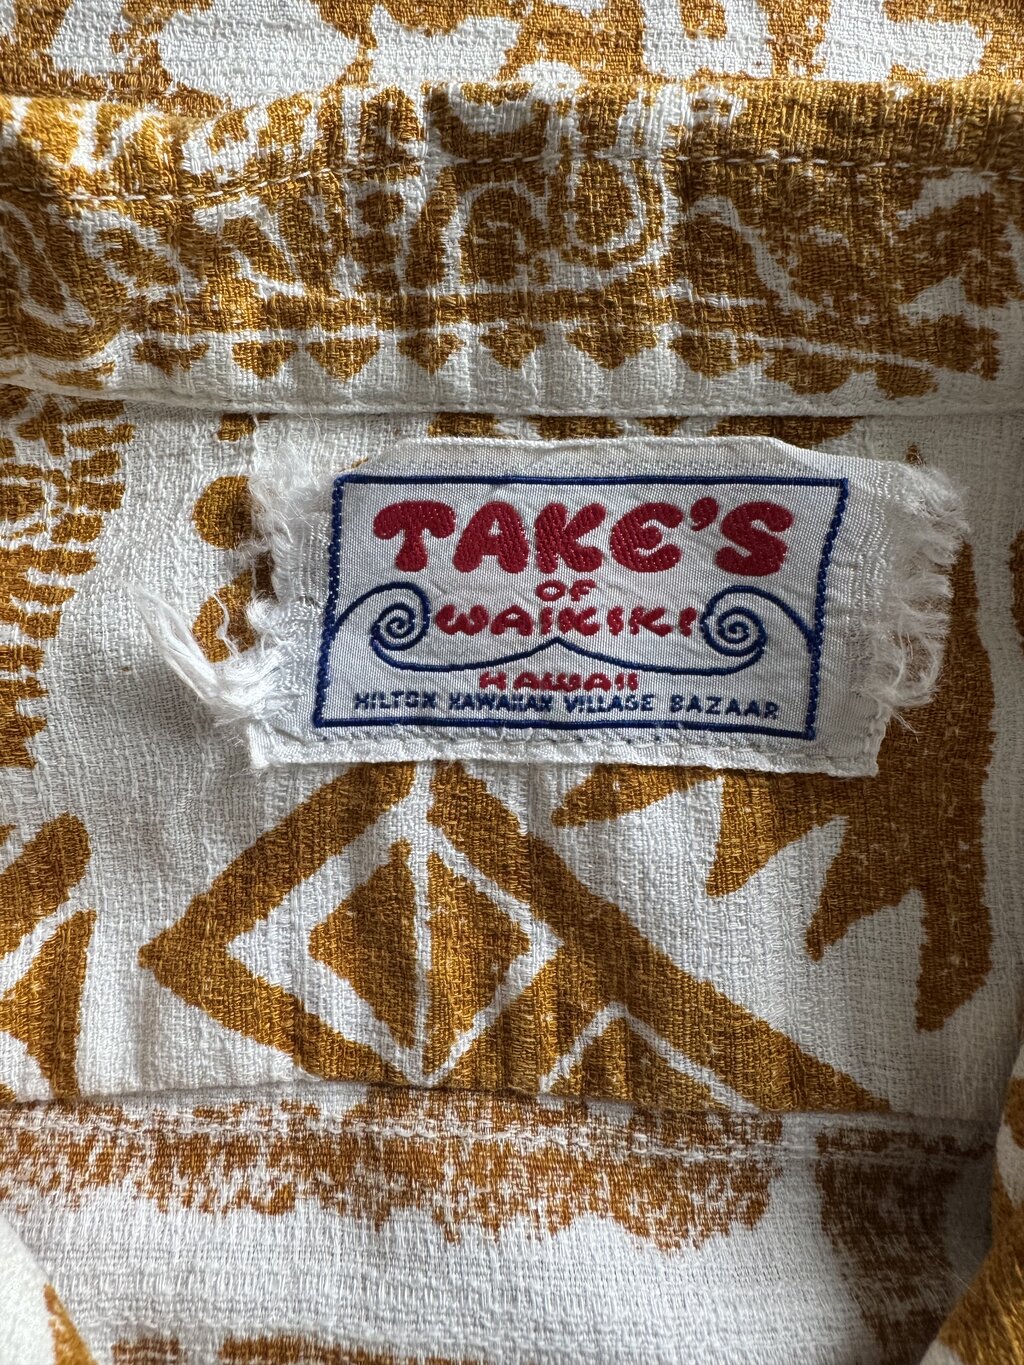 TAKE'S
OF
WAIKIKI
HAWAII
HILTON HAWAIIAN VILLAGE BAZAAR